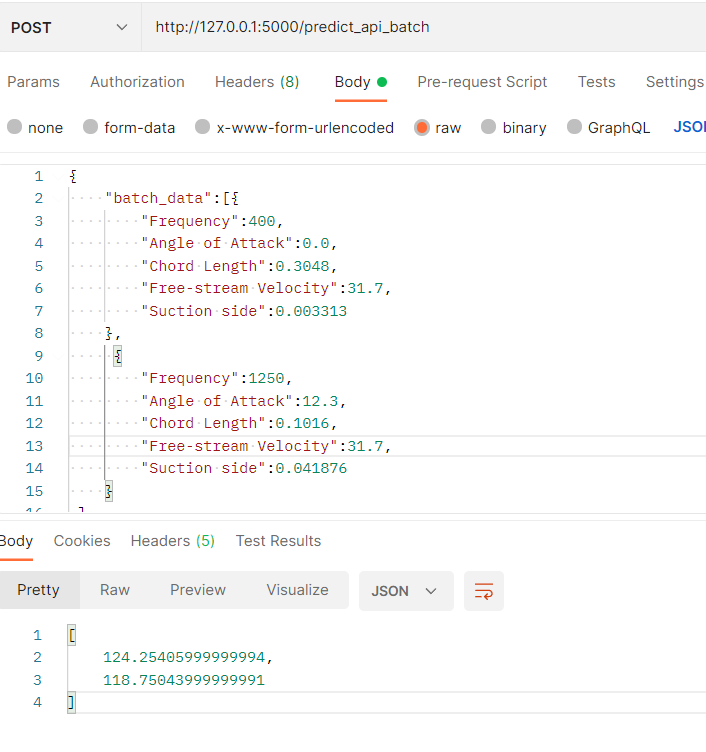 POST http://127.0.0.1:5000/predict_api_batch
Params Authorization Headers (8) Body Pre-request Script Tests Settings
none form-data x-www-form-urlencoded raw binary GraphQL JSO
1 {
2 "batch_data":[{
3 "Frequency":400,
4 "Angle of Attack":0.0,
5 "Chord Length":0.3048,
6 "Free-stream Velocity":31.7,
7 "Suction side":0.003313
8 },
9 {
10 "Frequency":1250,
11 "Angle of Attack":12.3,
12 "Chord Length":0.1016,
13 "Free-stream Velocity":31.7,
14 "Suction side":0.041876
15 }
16 ]
Body Cookies Headers (5) Test Results
Pretty Raw Preview Visualize JSON
1 [
2 124.25405999999994,
3 118.75043999999991
4 ]